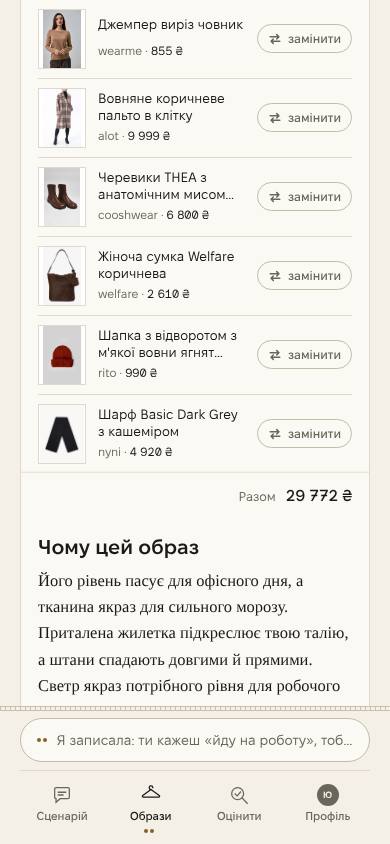 Джемпер виріз човник
wearme · 855 ₴
замінити
Вовняне коричневе
пальто в клітку
alot · 9 999 ₴
замінити
Черевики THEA з
анатомічним мисом…
cooshwear · 6 800 ₴
замінити
Жіноча сумка Welfare
коричнева
welfare · 2 610 ₴
замінити
Шапка з відворотом з
м'якої вовни ягнят…
rito · 990 ₴
замінити
Шарф Basic Dark Grey
з кашеміром
nyni · 4 920 ₴
замінити
Разом 29 772 ₴
Чому цей образ
Його рівень пасує для офісного дня, а
тканина якраз для сильного морозу.
Приталена жилетка підкреслює твою талію,
а штани спадають довгими й прямими.
Светр якраз потрібного рівня для робочого
Я записала: ти кажеш «йду на роботу», тоб…
Ю
Сценарій Образи Оцінити Профіль